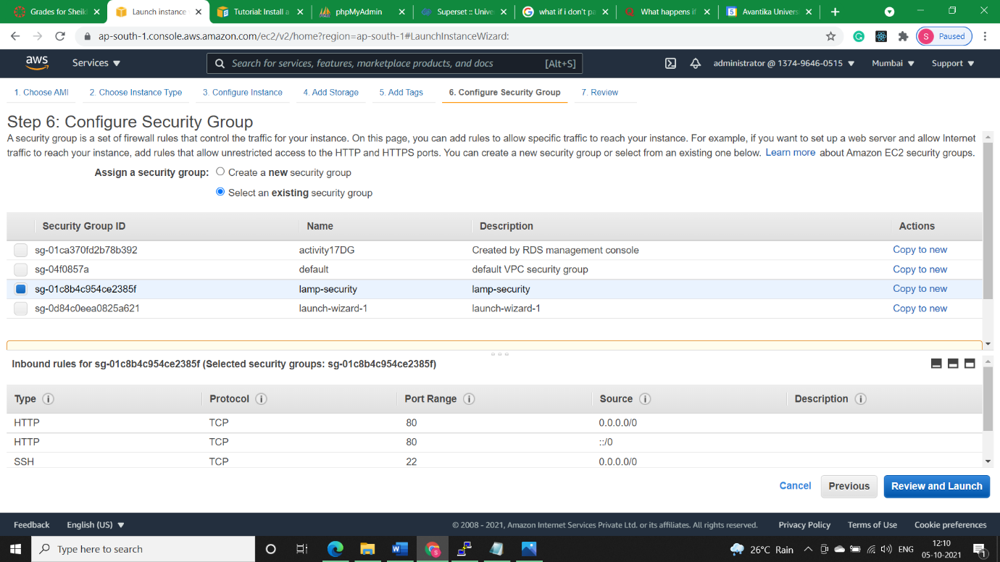 Grades for Sheikh
Launch instance
Tutorial: Install a
phpMyAdmin
Superset :: Unive
what if i don't pa
What happens if
5 Avantika Univers
ap-south-1.console.aws.amazon.com/ec2/v2/home?region=ap-south-1#LaunchInstanceWizard:
S Paused
aws Services Search for services, features, marketplace products, and docs [Alt+S] administrator @ 1374-9646-0515 Mumbai Support
1. Choose AMI 2. Choose Instance Type 3. Configure Instance 4. Add Storage 5. Add Tags 6. Configure Security Group 7. Review
Step 6: Configure Security Group
A security group is a set of firewall rules that control the traffic for your instance. On this page, you can add rules to allow specific traffic to reach your instance. For example, if you want to set up a web server and allow Internet
traffic to reach your instance, add rules that allow unrestricted access to the HTTP and HTTPS ports. You can create a new security group or select from an existing one below. Learn more about Amazon EC2 security groups.
Assign a security group: Create a new security group
Select an existing security group
Security Group ID Name Description Actions
sg-01ca370fd2b78b392 activity17DG Created by RDS management console Copy to new
sg-04f0857a default default VPC security group Copy to new
sg-01c8b4c954ce2385f lamp-security lamp-security Copy to new
sg-0d84c0eea0825a621 launch-wizard-1 launch-wizard-1 Copy to new
Inbound rules for sg-01c8b4c954ce2385f (Selected security groups: sg-01c8b4c954ce2385f)
Type i Protocol i Port Range i Source i Description i
HTTP TCP 80 0.0.0.0/0
HTTP TCP 80 ::/0
SSH TCP 22 0.0.0.0/0
Cancel Previous Review and Launch
Feedback English (US) © 2008 - 2021, Amazon Internet Services Private Ltd. or its affiliates. All rights reserved. Privacy Policy Terms of Use Cookie preferences
Type here to search 26°C Rain ENG 12:10
05-10-2021 1